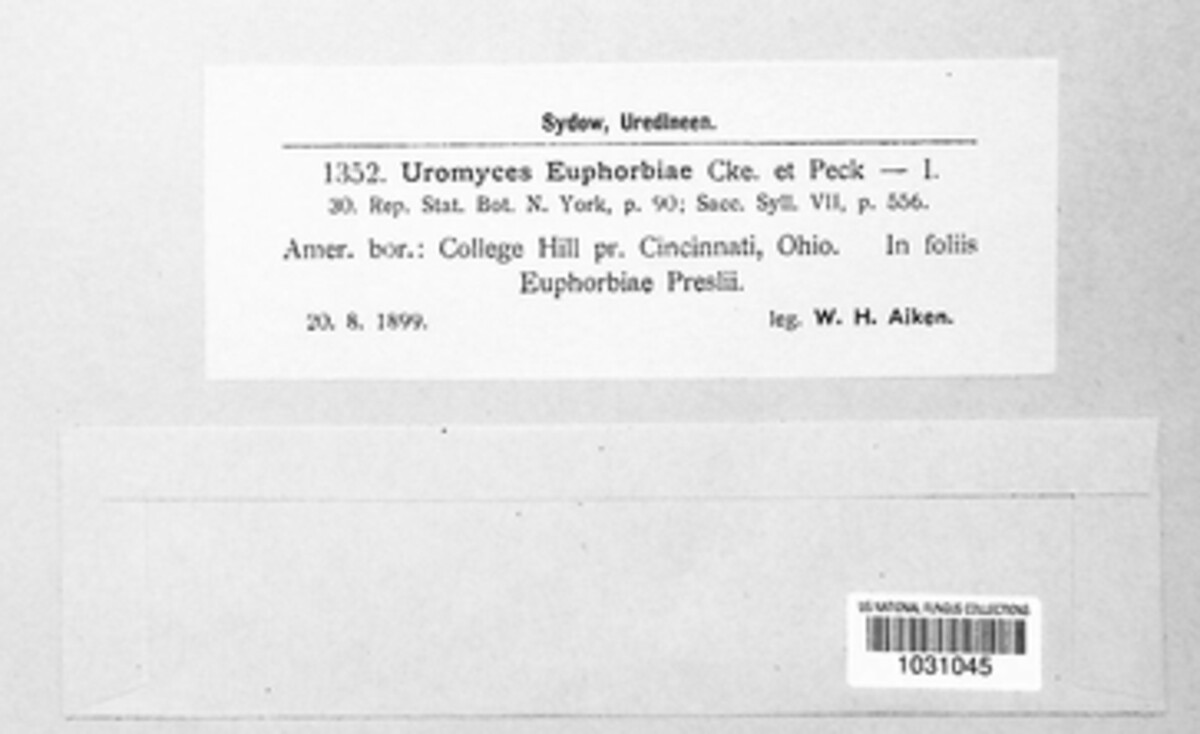 Sydow, Uredineen.
1352. Uromyces Euphorbiae Cke. et Peck — I.
30. Rep. Stat. Bot. N. York, p. 90; Sacc. Syll. VII, p. 556.
Amer. bor.: College Hill pr. Cincinnati, Ohio. In foliis
Euphorbiae Preslii.
20. 8. 1899. leg. W. H. Aiken.
US NATIONAL FUNGUS COLLECTIONS
1031045